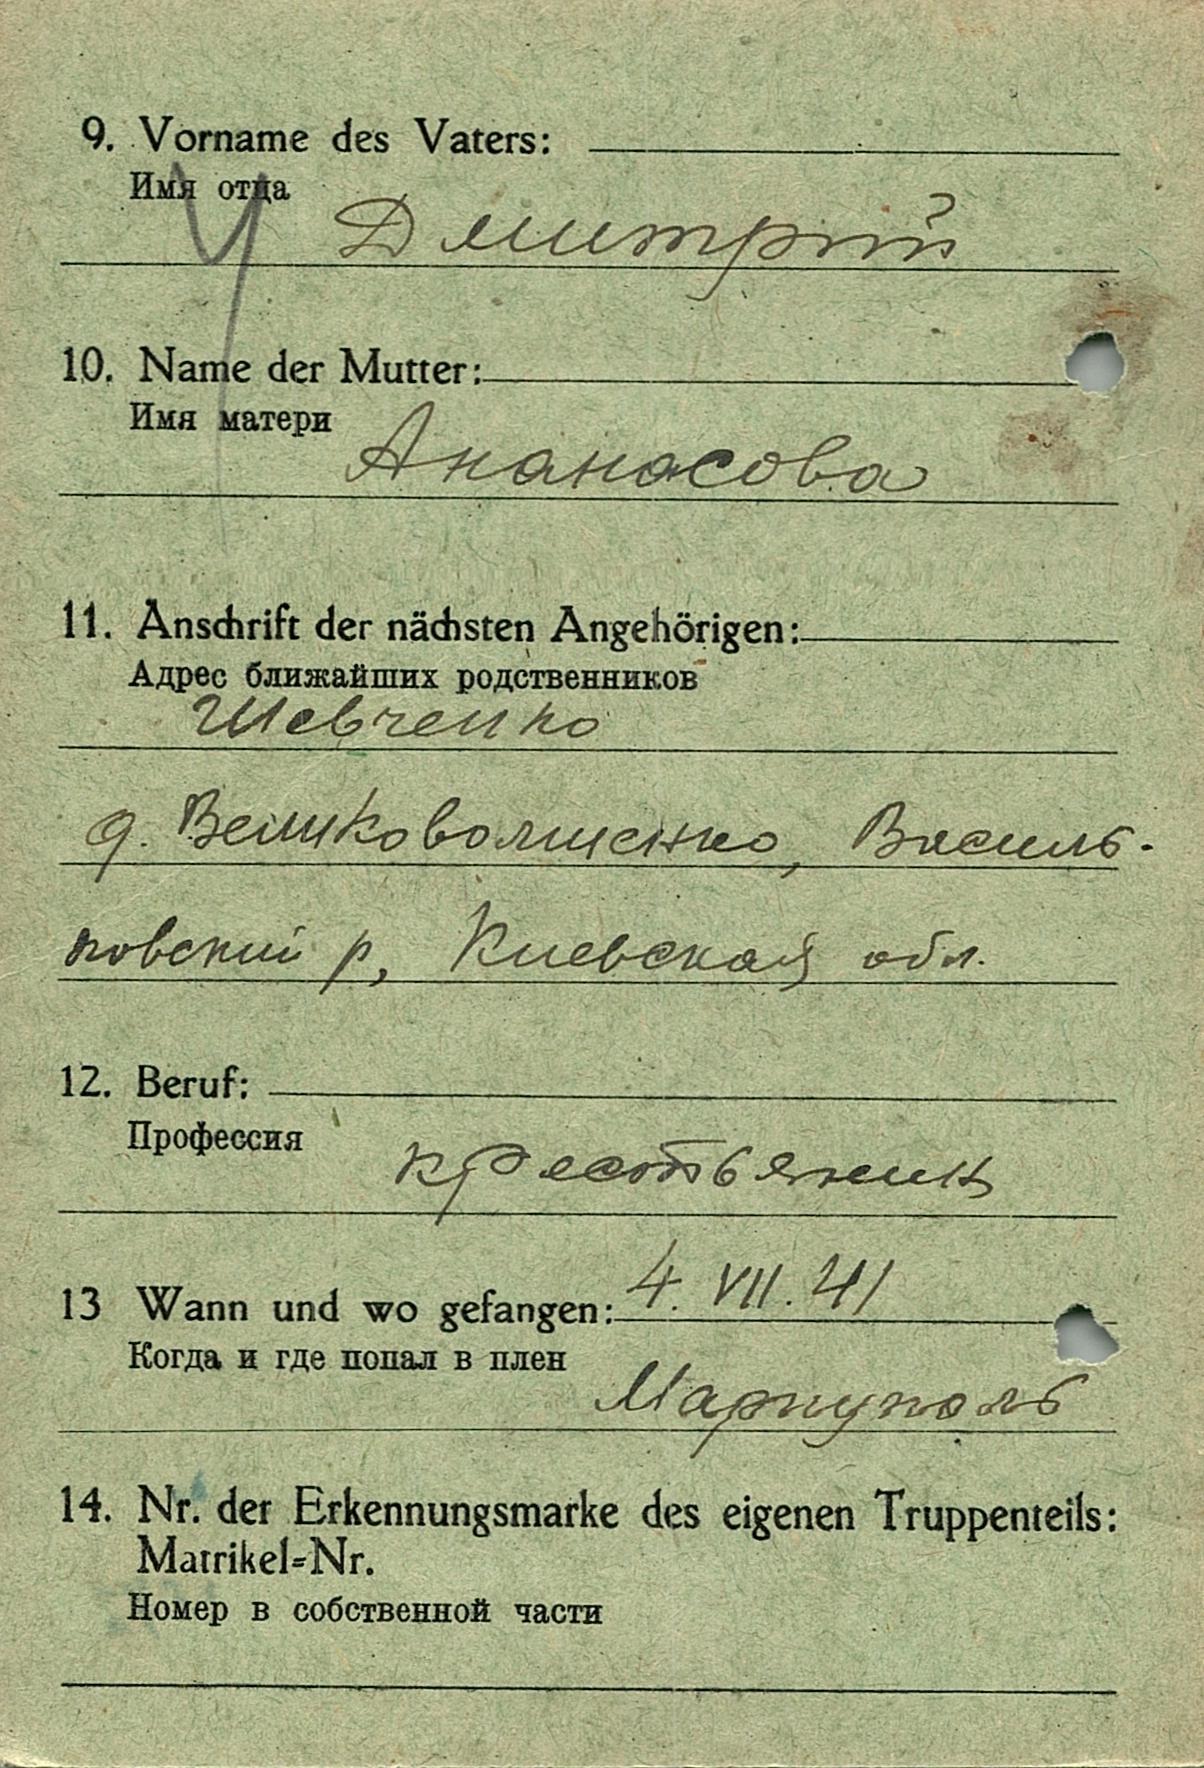 9. Vorname des Vaters:
Имя отца
Дмитрий
10. Name der Mutter:
Имя матери
Ананасова
11. Anschrift der nächsten Angehörigen:
Адрес ближайших родственников
Шевченко
д. Великоволшенко, Василь-
ковский р, Киевская обл.
12. Beruf:
Профессия
крестьянин
13 Wann und wo gefangen: 4. VII. 41
Когда и где попал в плен
Мариуполь
14. Nr. der Erkennungsmarke des eigenen Truppenteils:
Matrikel=Nr.
Номер в собственной части